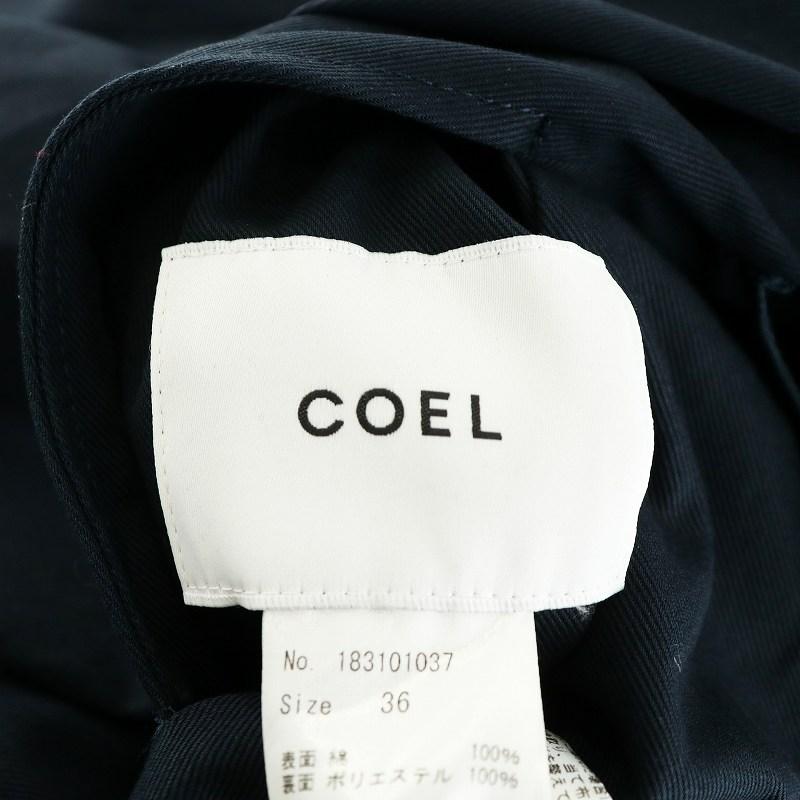 COEL
No. 183101037
Size 36
表面 綿 100%
裏面 ポリエステル 100%